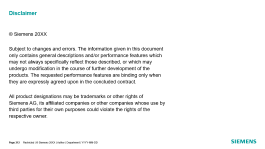 Disclaimer
© Siemens 20XX
Subject to changes and errors. The information given in this document
only contains general descriptions and/or performance features which
may not always specifically reflect those described, or which may
undergo modification in the course of further development of the
products. The requested performance features are binding only when
they are expressly agreed upon in the concluded contract.
All product designations may be trademarks or other rights of
Siemens AG, its affiliated companies or other companies whose use by
third parties for their own purposes could violate the rights of the
respective owner.
SIEMENS